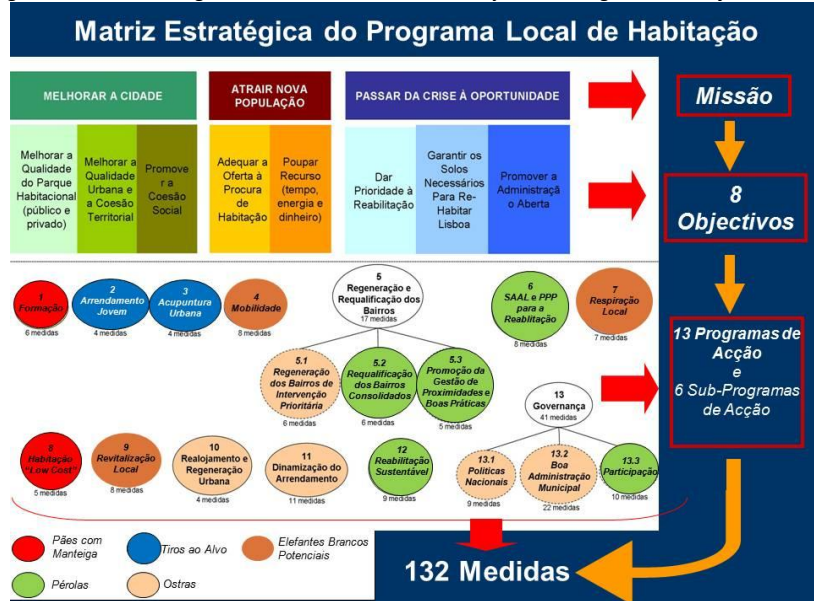 Matriz Estratégica do Programa Local de Habitação
MELHORAR A CIDADE
ATRAIR NOVA
POPULAÇÃO
PASSAR DA CRISE À OPORTUNIDADE
Missão
Melhorar a
Qualidade
do Parque
Habitacional
(público e
privado)
Melhorar a
Qualidade
Urbana e
a Coesão
Territorial
Promove
r a
Coesão
Social
Adequar a
Oferta à
Procura
de
Habitação
Poupar
Recurso
(tempo,
energia e
dinheiro)
Dar
Prioridade à
Reabilitação
Garantir os
Solos
Necessários
Para Re-
Habitar
Lisboa
Promover a
Administraçã
o Aberta
8
Objectivos
1
Formação
6 medidas
2
Arrendamento
Jovem
4 medidas
3
Acupuntura
Urbana
4 medidas
4
Mobilidade
8 medidas
5
Regeneração e
Requalificação dos
Bairros
17 medidas
6
SAAL e PPP
para a
Reablitação
8 medidas
7
Respiração
Local
7 medidas
5.1
Regeneração
dos Bairros de
Intervenção
Prioritária
6 medidas
5.2
Requalificação
dos Bairros
Consolidados
6 medidas
5.3
Promoção da
Gestão de
Proximidades e
Boas Práticas
5 medidas
13 Programas de
Acção
e
6 Sub-Programas
de Acção
8
Habitação
"Low Cost"
5 medidas
9
Revitalização
Local
8 medidas
10
Realojamento e
Regeneração
Urbana
4 medidas
11
Dinamização do
Arrendamento
11 medidas
12
Reabilitação
Sustentável
9 medidas
13
Governança
41 medidas
13.1
Politicas
Nacionais
9 medidas
13.2
Boa
Administração
Municipal
22 medidas
13.3
Participação
10 medidas
Pães com
Manteiga
Tiros ao Alvo
Elefantes Brancos
Potenciais
Pérolas
Ostras
132 Medidas